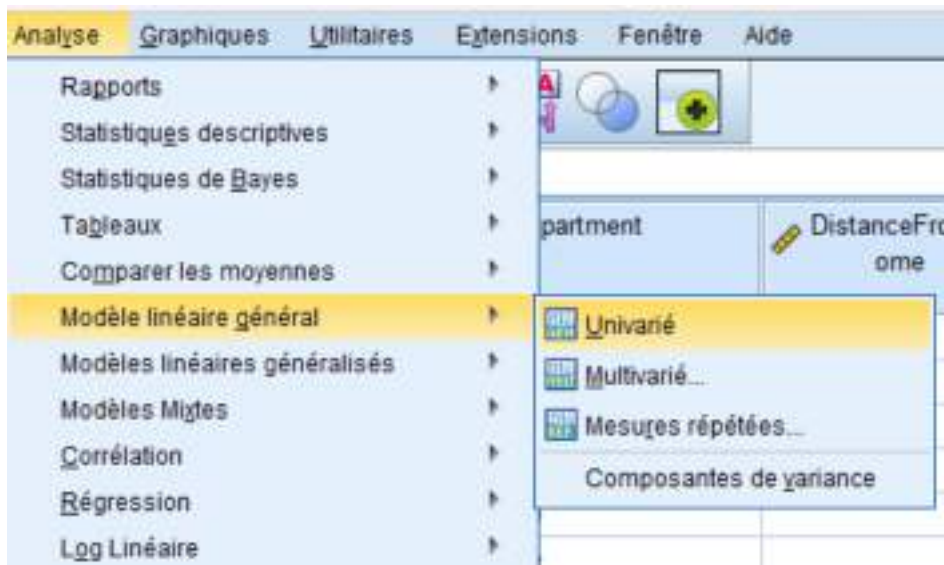 Analyse Graphiques Utilitaires Extensions Fenêtre Aide
Rapports
Statistiques descriptives
Statistiques de Bayes
Tableaux
Comparer les moyennes
Modèle linéaire général
Modèles linéaires généralisés
Modèles Mixtes
Corrélation
Régression
Log Linéaire
A
partment
DistanceFro
ome
Univarié
Multivarié...
Mesures répétées...
Composantes de variance